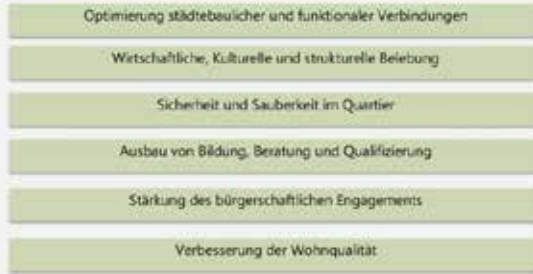 Optimierung städtebaulicher und funktionaler Verbindungen
Wirtschaftliche, Kulturelle und strukturelle Belebung
Sicherheit und Sauberkeit im Quartier
Ausbau von Bildung, Beratung und Qualifizierung
Stärkung des bürgerschaftlichen Engagements
Verbesserung der Wohnqualität